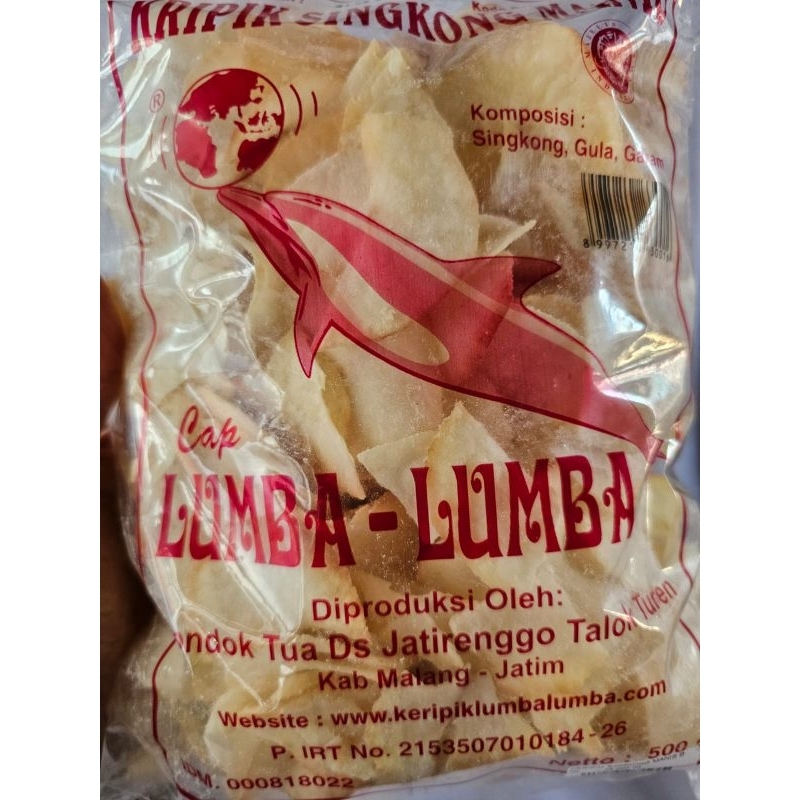 KRIPIK SINGKONG
®
Komposisi :
Singkong, Gula, Garam
Cap
LUMBA - LUMBA
Diproduksi Oleh:
Tua Ds Jatirenggo Talok Turen
Kab Malang - Jatim
Website : www.keripiklumbalumba.com
P. IRT No. 2153507010184 - 26
000818022
Netto : 500